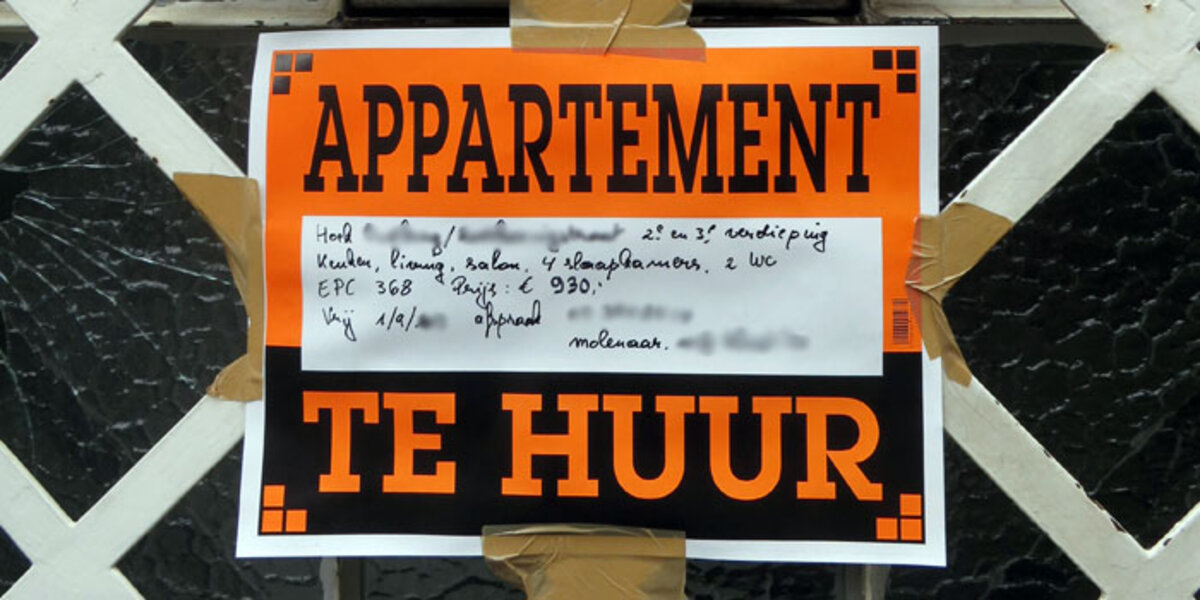 APPARTEMENT
Hoek / 2e en 3e verdieping
Keuken, living, salon, 4 slaapkamers, 2 WC
EPC 368 Prijs: € 930,-
Vrij 1/9/ afspraak
molenaar.
TE HUUR